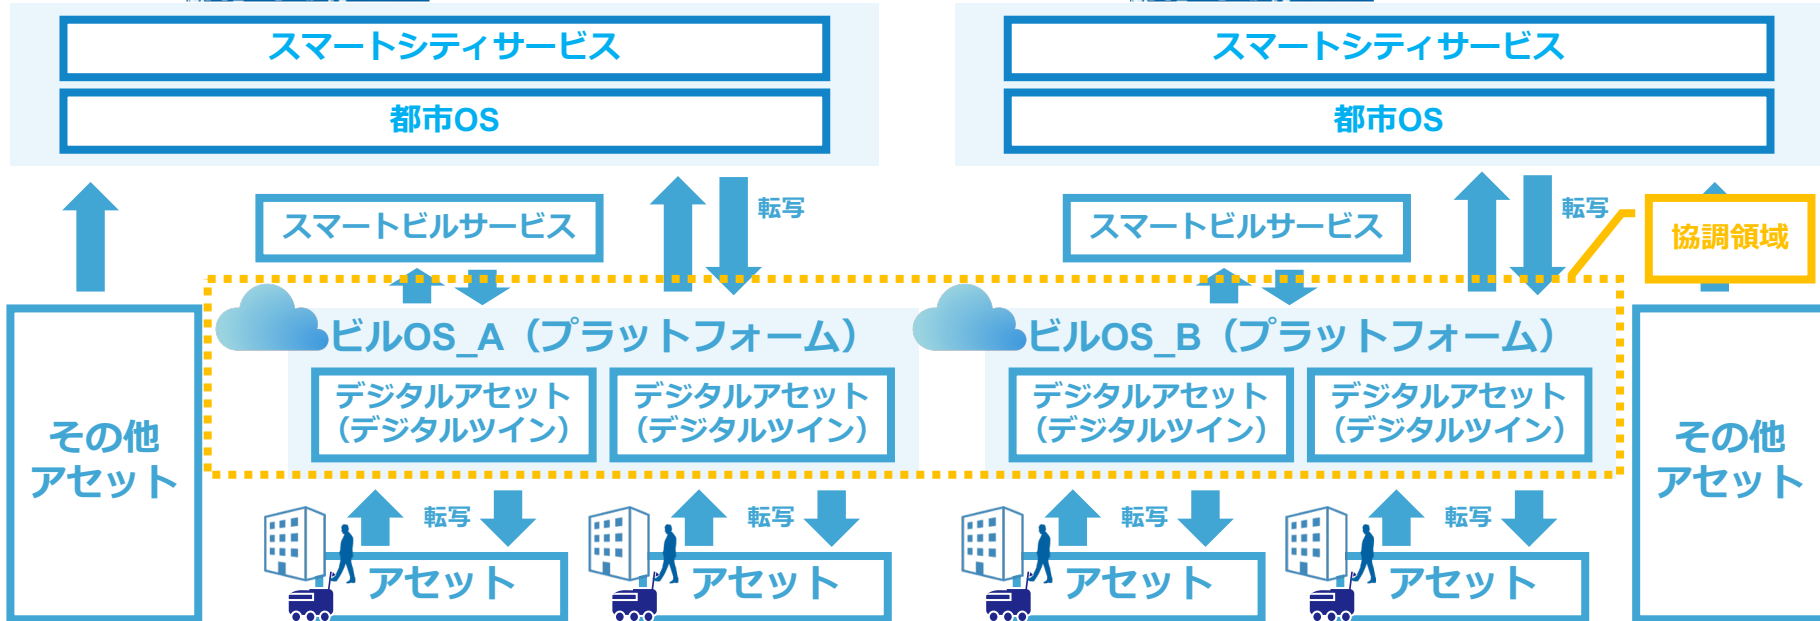 スマートシティサービス
都市OS
スマートシティサービス
都市OS
転写
スマートビルサービス
転写
スマートビルサービス
協調領域
ビルOS_A（プラットフォーム）
ビルOS_B（プラットフォーム）
デジタルアセット
（デジタルツイン）
デジタルアセット
（デジタルツイン）
デジタルアセット
（デジタルツイン）
デジタルアセット
（デジタルツイン）
その他
アセット
その他
アセット
転写
転写
転写
転写
アセット
アセット
アセット
アセット